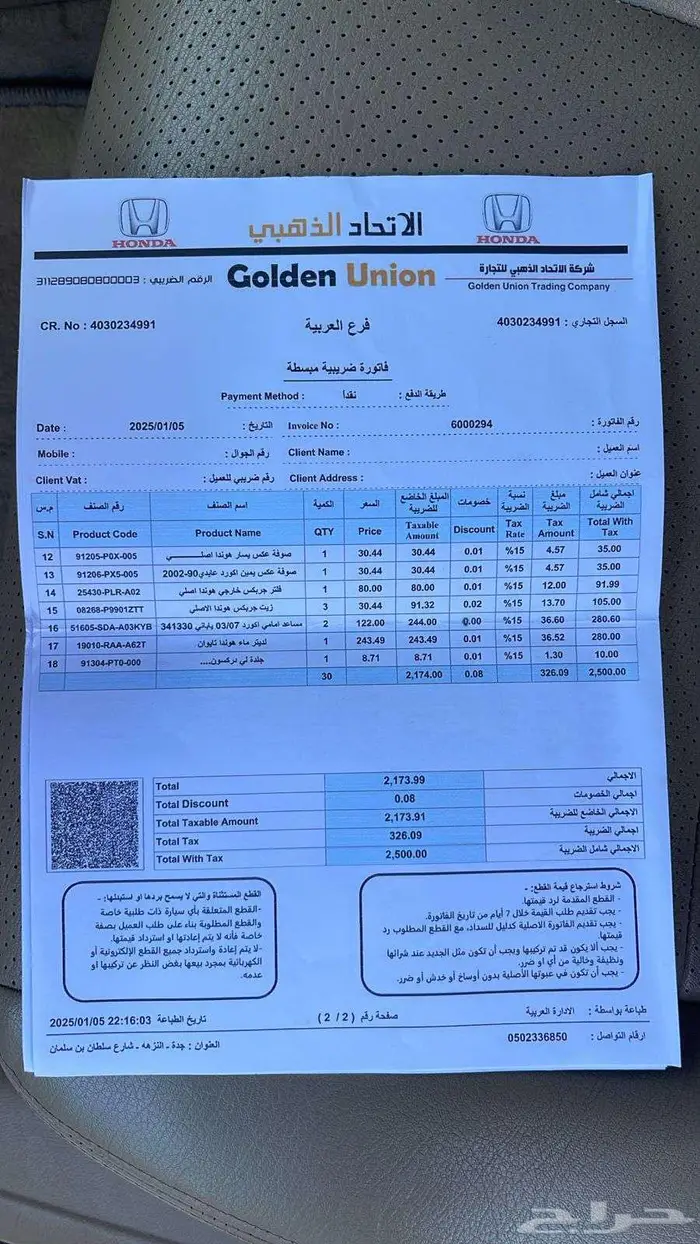 HONDA
الاتحاد الذهبي
HONDA
الرقم الضريبي : 311289080800003
Golden Union
شركة الاتحاد الذهبي للتجارة
Golden Union Trading Company
CR. No : 4030234991
فرع العربية
السجل التجاري : 4030234991
فاتورة ضريبية مبسطة
Payment Method : نقداً طريقة الدفع :
Date : 2025/01/05 التاريخ : Invoice No : 6000294 رقم الفاتورة :
Mobile : رقم الجوال : Client Name : اسم العميل :
Client Vat : رقم ضريبي للعميل : Client Address : عنوان العميل :
م.س رقم الصنف اسم الصنف الكمية السعر المبلغ الخاضع للضريبة خصومات نسبة الضريبة مبلغ الضريبة اجمالي شامل الضريبة
S.N Product Code Product Name QTY Price Taxable Amount Discount Tax Rate Tax Amount Total With Tax
12 91205-P0X-005 صوفة عكس يسار هوندا اصلـــــــي 1 30.44 30.44 0.01 %15 4.57 35.00
13 91206-PX5-005 صوفة عكس يمين اكورد عايدي90-2002 1 30.44 30.44 0.01 %15 4.57 35.00
14 25430-PLR-A02 فلتر جربكس خارجي هوندا اصلي 1 80.00 80.00 0.01 %15 12.00 91.99
15 08268-P9901ZTT زيت جربكس هوندا الاصلي 3 30.44 91.32 0.02 %15 13.70 105.00
16 51605-SDA-A03KYB مساعد امامي اكورد 03/07 ياباني 341330 2 122.00 244.00 0.00 %15 36.60 280.60
17 19010-RAA-A62T لديتر ماء هوندا تايوان 1 243.49 243.49 0.01 %15 36.52 280.00
18 91304-PT0-000 جلدة لي دركسون.... 1 8.71 8.71 0.01 %15 1.30 10.00
30 2,174.00 0.08 326.09 2,500.00
Total 2,173.99 الاجمالي
Total Discount 0.08 اجمالي الخصومات
Total Taxable Amount 2,173.91 الاجمالي الخاضع للضريبة
Total Tax 326.09 اجمالي الضريبة
Total With Tax 2,500.00 الاجمالي شامل الضريبة
شروط استرجاع قيمة القطع: -
- القطع المقدمة لرد قيمتها.
- يجب تقديم طلب القيمة خلال 7 أيام من تاريخ الفاتورة.
- يجب تقديم الفاتورة الاصلية كدليل للسداد، مع القطع المطلوب رد
قيمتها.
- يجب ألا يكون قد تم تركيبها ويجب أن تكون مثل الجديد عند شرائها
ونظيفة وخالية من أي او ضرر.
- يجب أن تكون في عبوتها الأصلية بدون أوساخ أو خدش أو ضرر.
القطع المستثناة والتي لا يسمح بردها او استبدلها: -
-القطع المتعلقة بأي سيارة ذات طلبية خاصة
والقطع المطلوبة بناء على طلب العميل بصفة
خاصة فأنه لا يتم إعادتها او استرداد قيمتها.
-لا يتم إعادة واسترداد جميع القطع الإلكترونية أو
الكهربائية بمجرد بيعها بغض النظر عن تركيبها او
عدمه.
طباعة بواسطة : الادارة العربية صفحة رقم ( 2 / 2 ) تاريخ الطباعة 2025/01/05 22:16:03
ارقام التواصل : 0502336850 العنوان : جدة - النزهه - شارع سلطان بن سلمان
حراج